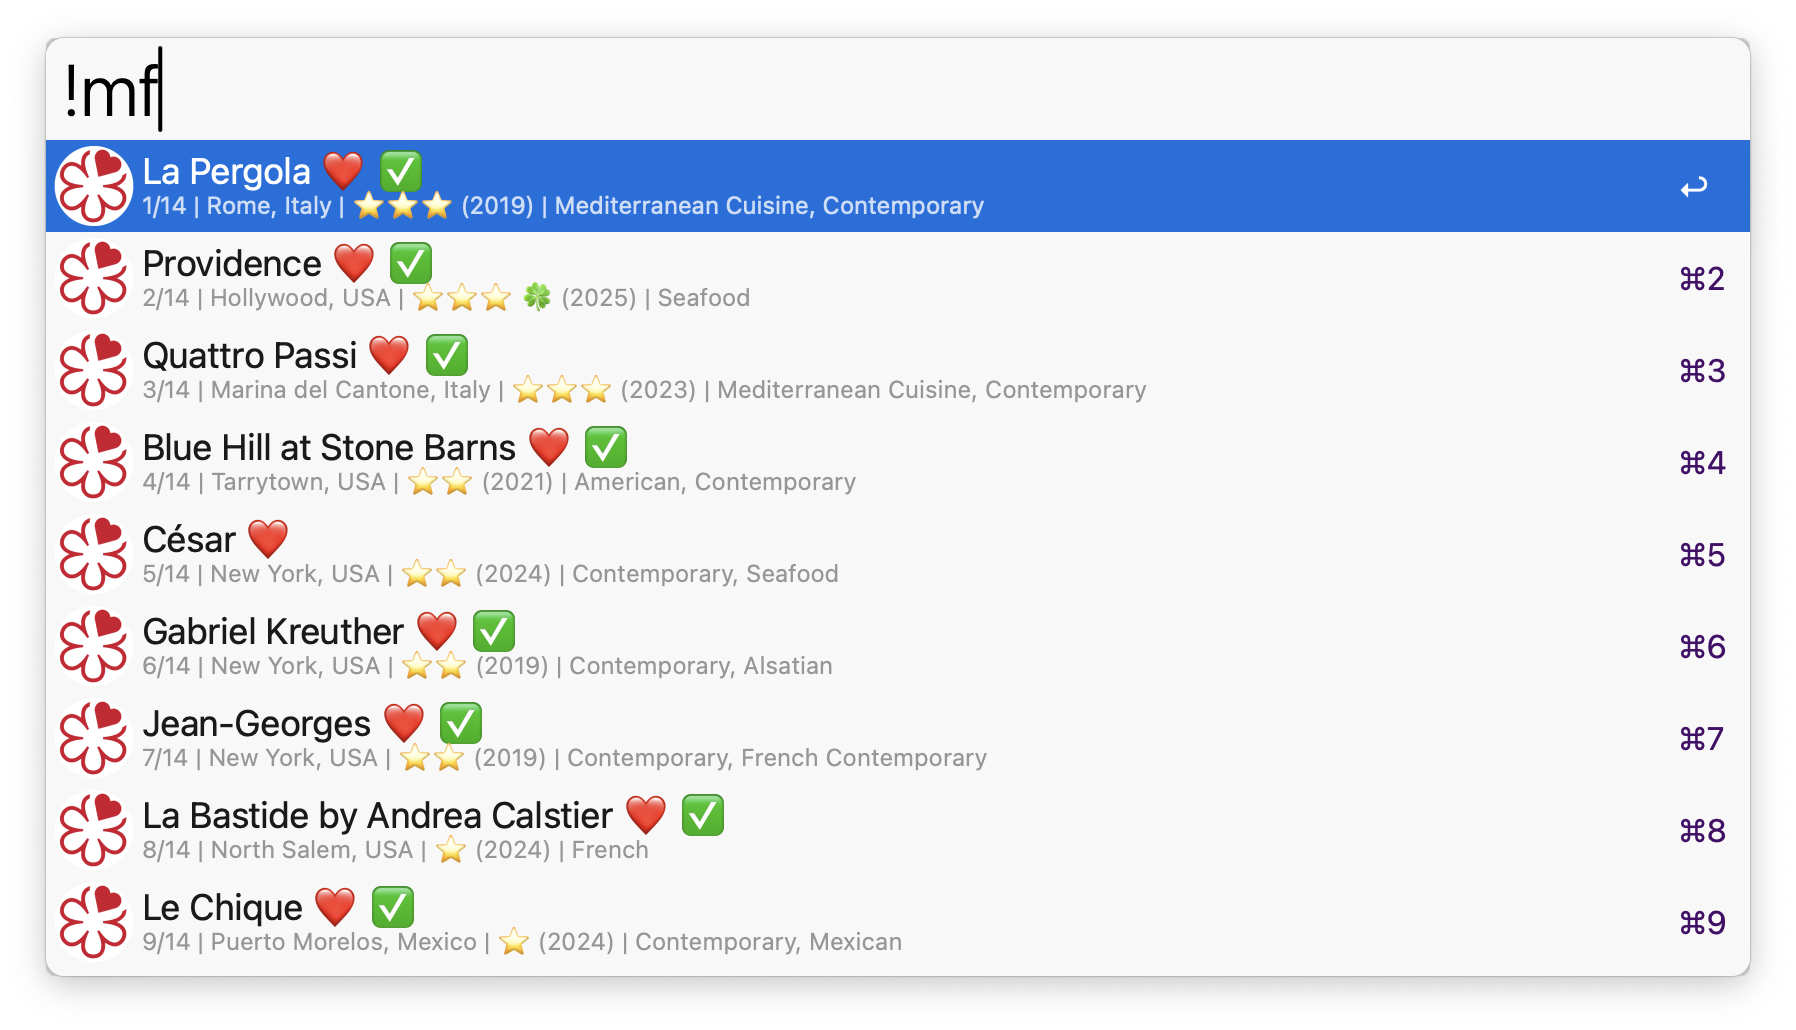 !mf
La Pergola ❤️ ✅
1/14 | Rome, Italy | ⭐⭐⭐ (2019) | Mediterranean Cuisine, Contemporary
↩
Providence ❤️ ✅
2/14 | Hollywood, USA | ⭐⭐⭐ 🍀 (2025) | Seafood
⌘2
Quattro Passi ❤️ ✅
3/14 | Marina del Cantone, Italy | ⭐⭐⭐ (2023) | Mediterranean Cuisine, Contemporary
⌘3
Blue Hill at Stone Barns ❤️ ✅
4/14 | Tarrytown, USA | ⭐⭐ (2021) | American, Contemporary
⌘4
César ❤️
5/14 | New York, USA | ⭐⭐ (2024) | Contemporary, Seafood
⌘5
Gabriel Kreuther ❤️ ✅
6/14 | New York, USA | ⭐⭐ (2019) | Contemporary, Alsatian
⌘6
Jean-Georges ❤️ ✅
7/14 | New York, USA | ⭐⭐ (2019) | Contemporary, French Contemporary
⌘7
La Bastide by Andrea Calstier ❤️ ✅
8/14 | North Salem, USA | ⭐ (2024) | French
⌘8
Le Chique ❤️ ✅
9/14 | Puerto Morelos, Mexico | ⭐ (2024) | Contemporary, Mexican
⌘9